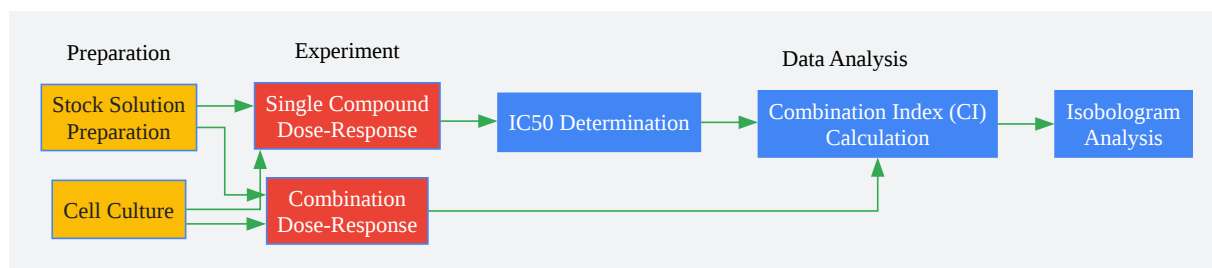 Preparation
Stock Solution
Preparation
Cell Culture
Experiment
Single Compound
Dose-Response
Combination
Dose-Response
Data Analysis
IC50 Determination
Combination Index (CI)
Calculation
Isobologram
Analysis